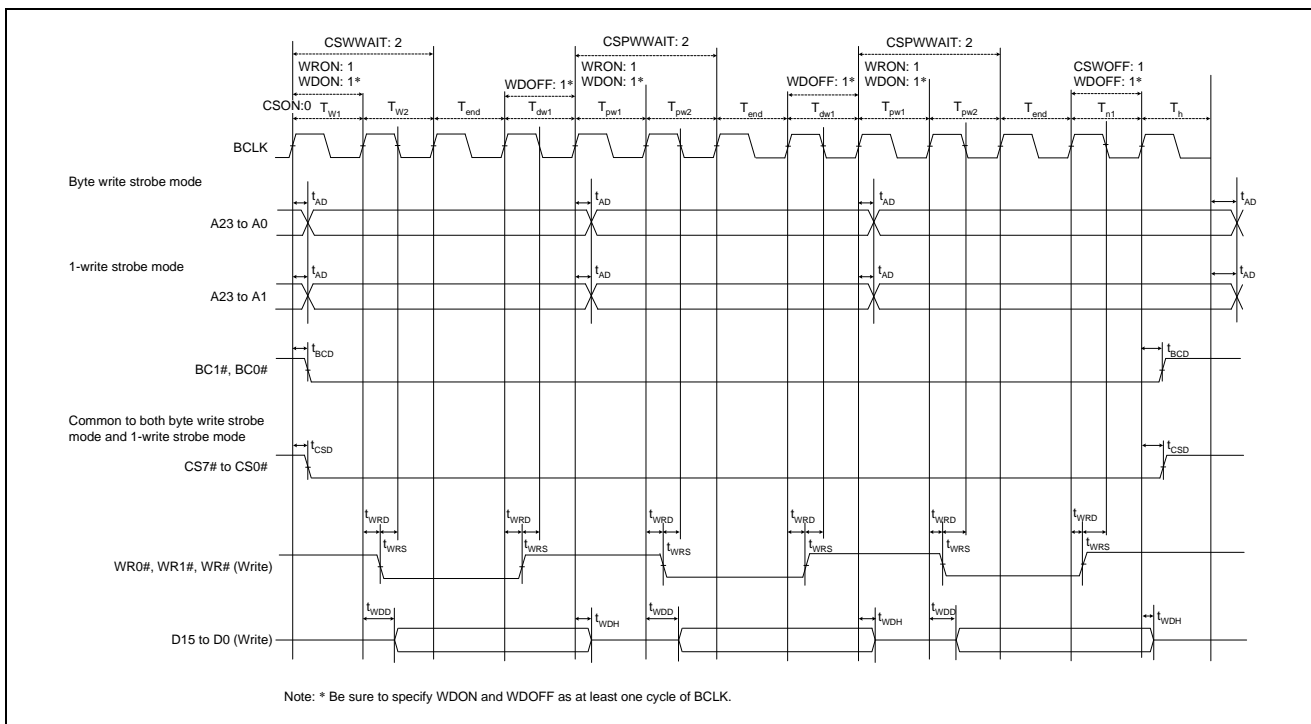 CSWWAIT: 2 CSPWWAIT: 2 CSPWWAIT: 2
WRON: 1 WRON: 1 WRON: 1 CSWOFF: 1
WDON: 1* WDOFF: 1* WDON: 1* WDOFF: 1* WDON: 1* WDOFF: 1*
CSON:0 TW1 TW2 Tend Tdw1 Tpw1 Tpw2 Tend Tdw1 Tpw1 Tpw2 Tend Tn1 Th
BCLK
Byte write strobe mode
tAD tAD tAD tAD
A23 to A0
1-write strobe mode
tAD tAD tAD tAD
A23 to A1
tBCD tBCD
BC1#, BC0#
Common to both byte write strobe
mode and 1-write strobe mode
tCSD tCSD
CS7# to CS0#
tWRD tWRD tWRD tWRD tWRD tWRD
tWRS tWRS tWRS tWRS tWRS tWRS
WR0#, WR1#, WR# (Write)
tWDD tWDH tWDD tWDH tWDD tWDH
D15 to D0 (Write)
Note: * Be sure to specify WDON and WDOFF as at least one cycle of BCLK.